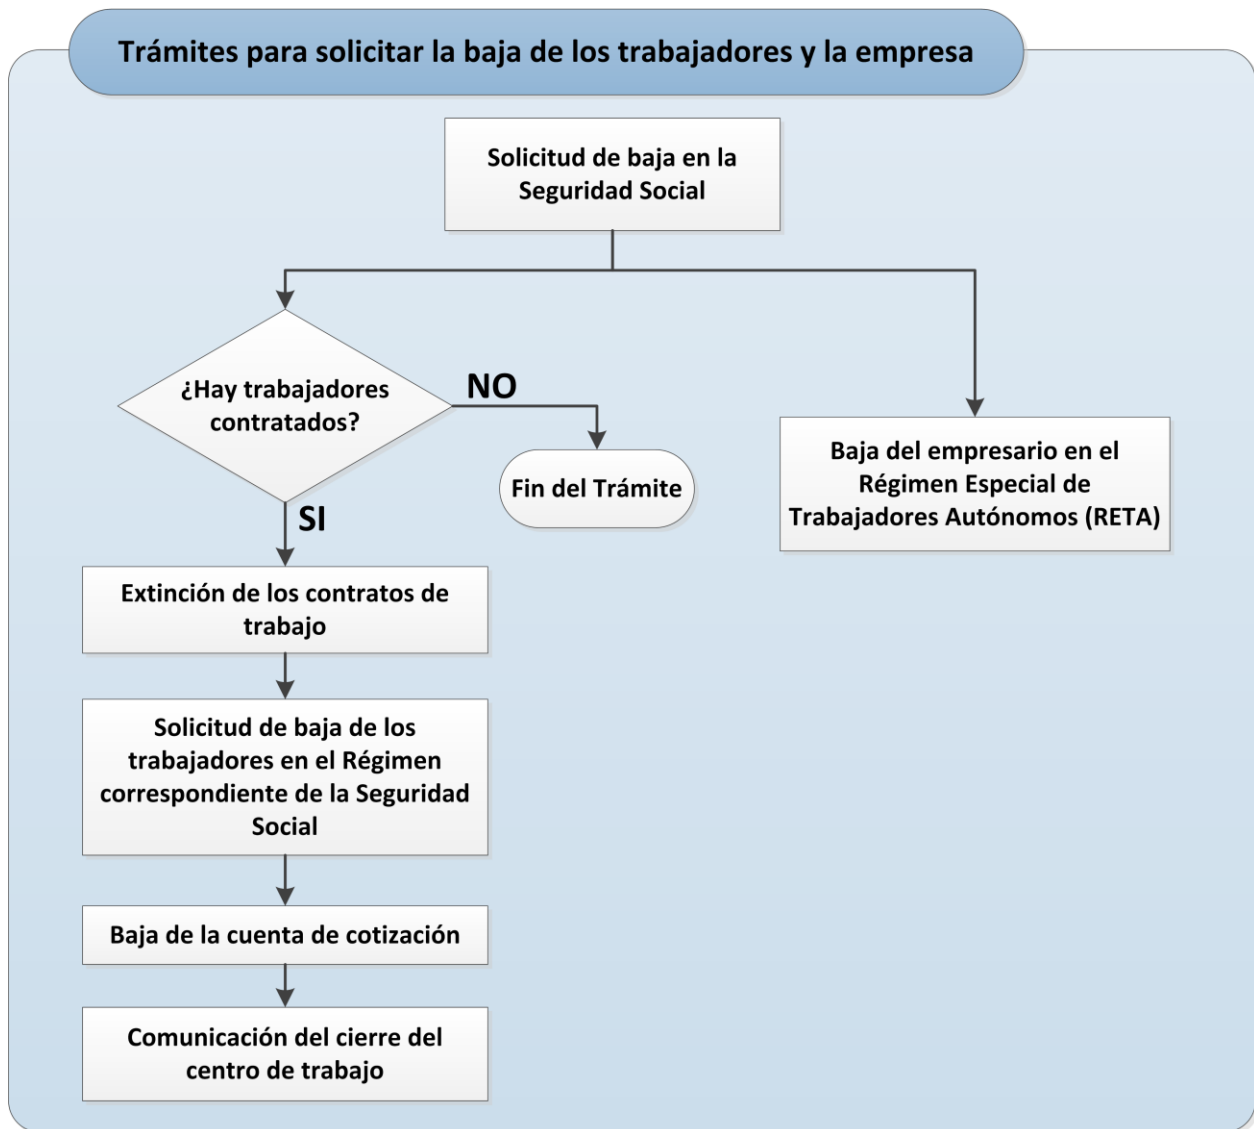 Trámites para solicitar la baja de los trabajadores y la empresa
Solicitud de baja en la
Seguridad Social
¿Hay trabajadores
contratados?
NO
Fin del Trámite
Baja del empresario en el
Régimen Especial de
Trabajadores Autónomos (RETA)
SI
Extinción de los contratos de
trabajo
Solicitud de baja de los
trabajadores en el Régimen
correspondiente de la Seguridad
Social
Baja de la cuenta de cotización
Comunicación del cierre del
centro de trabajo